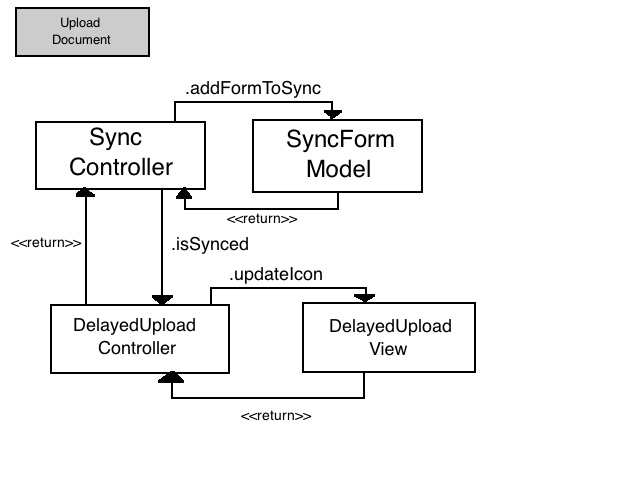 Upload
Document
.addFormToSync
Sync
Controller
SyncForm
Model
<<return>>
<<return>>
.isSynced
.updateIcon
DelayedUpload
Controller
DelayedUpload
View
<<return>>